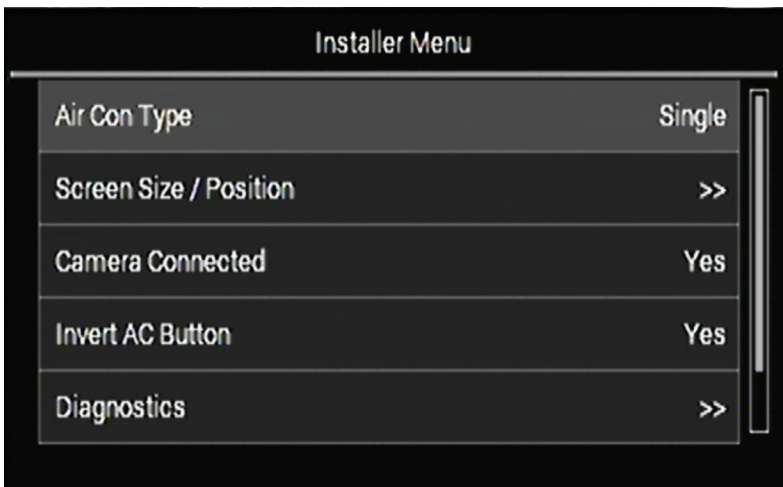 Installer Menu
Air Con Type Single
Screen Size / Position >>
Camera Connected Yes
Invert AC Button Yes
Diagnostics >>